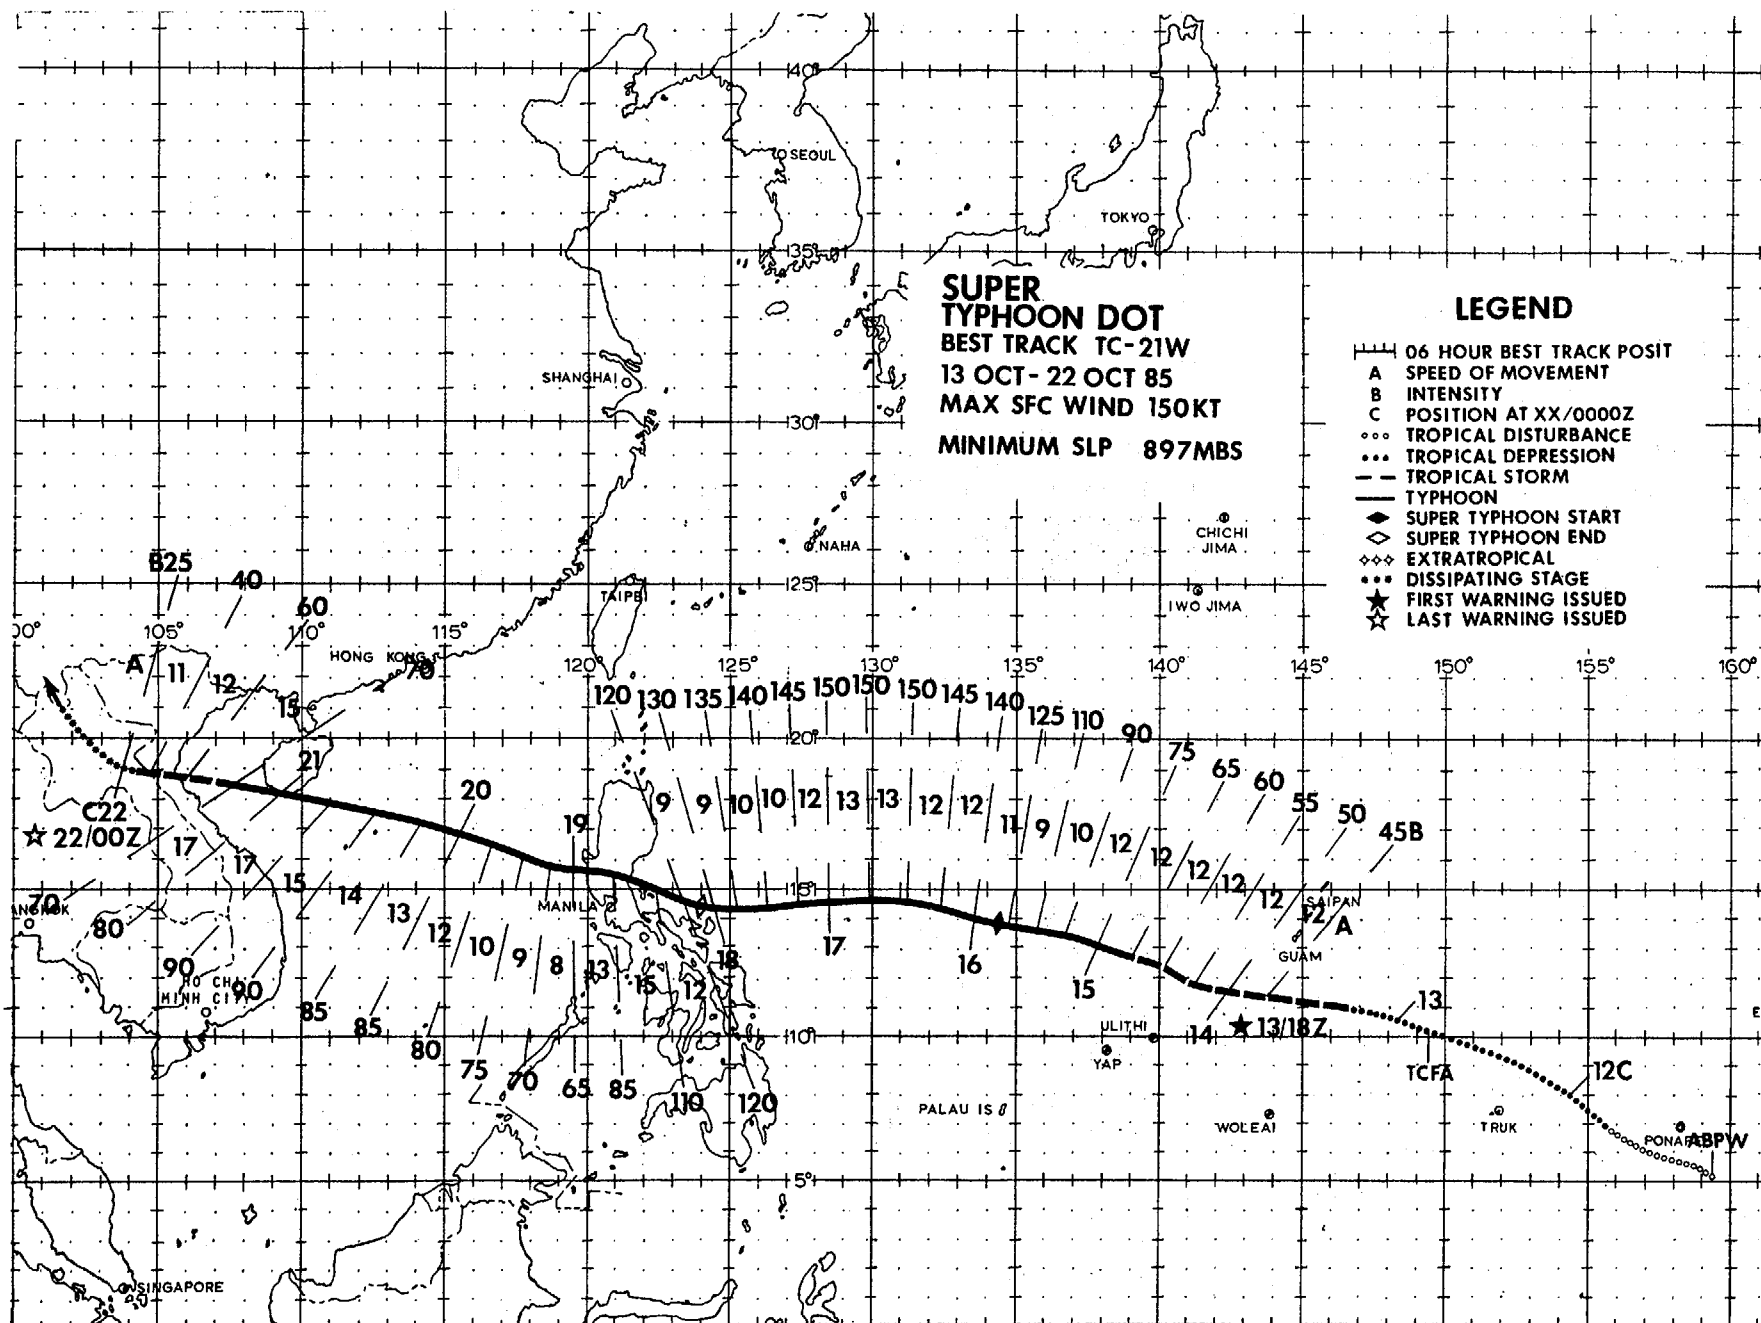 40°
SEOUL
TOKYO
35°
SUPER
TYPHOON DOT
BEST TRACK TC-21W
13 OCT - 22 OCT 85
MAX SFC WIND 150KT
MINIMUM SLP 897MBS
LEGEND
06 HOUR BEST TRACK POSIT
A SPEED OF MOVEMENT
B INTENSITY
C POSITION AT XX/0000Z
TROPICAL DISTURBANCE
TROPICAL DEPRESSION
TROPICAL STORM
TYPHOON
SUPER TYPHOON START
SUPER TYPHOON END
EXTRATROPICAL
DISSIPATING STAGE
FIRST WARNING ISSUED
LAST WARNING ISSUED
SHANGHAI
30°
CHICHI
JIMA
NAHA
B25
40
25°
TAIPEI
IWO JIMA
60
00° 105° 110° 115°
HONG KONG
70
120° 125° 130° 135° 140° 145° 150° 155° 160°
A 11 12 15
120 130 135 140 145 150 150 150 145 140 125 110 90 75 65 60 55 50 45B
20°
21
20
19
9 9 10 10 12 13 13 12 12 11 9 10 12 12 12 12 12 12 A
C22
22/00Z
17 17 15 14 13 12 10 9 8 13 15 12
15°
MANILA
SAIPAN
GUAM
70
80
90
90
85
85
80
75
70
65
85
110
120
HO CHI
MINH CITY
18
17
16
15
14
13/18Z
13
12C
10°
ULITHI
YAP
TCFA
PALAU IS
WOLEAI
TRUK
ABPW
5°
SINGAPORE
0°